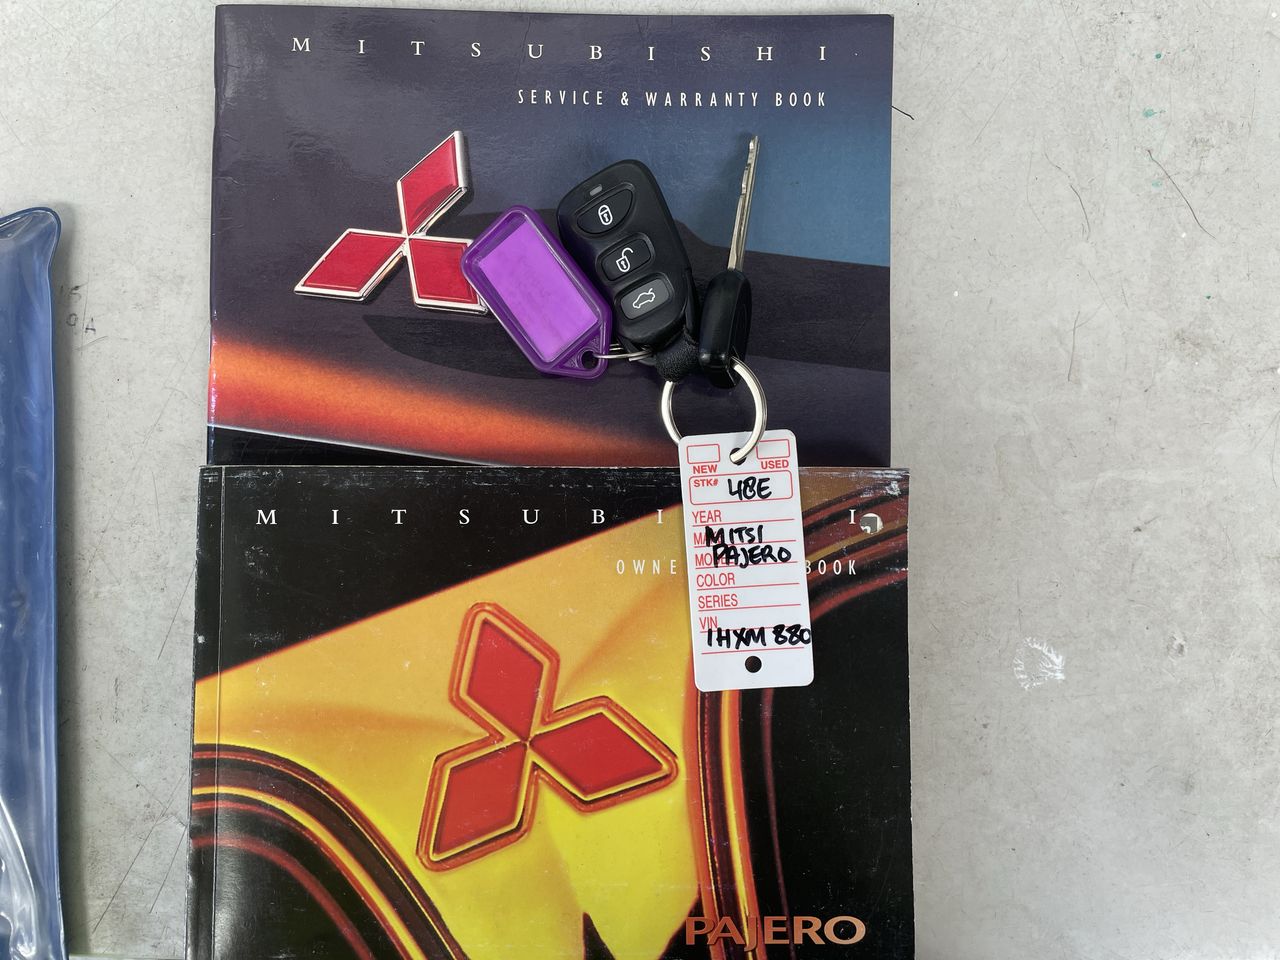 MITSUBISHI
SERVICE & WARRANTY BOOK
NEW USED
STK# 48E
YEAR
MITSI
PAJERO
COLOR
SERIES
VIN
1HXM 880
MITSUBI I
OWNE BOOK
PAJERO